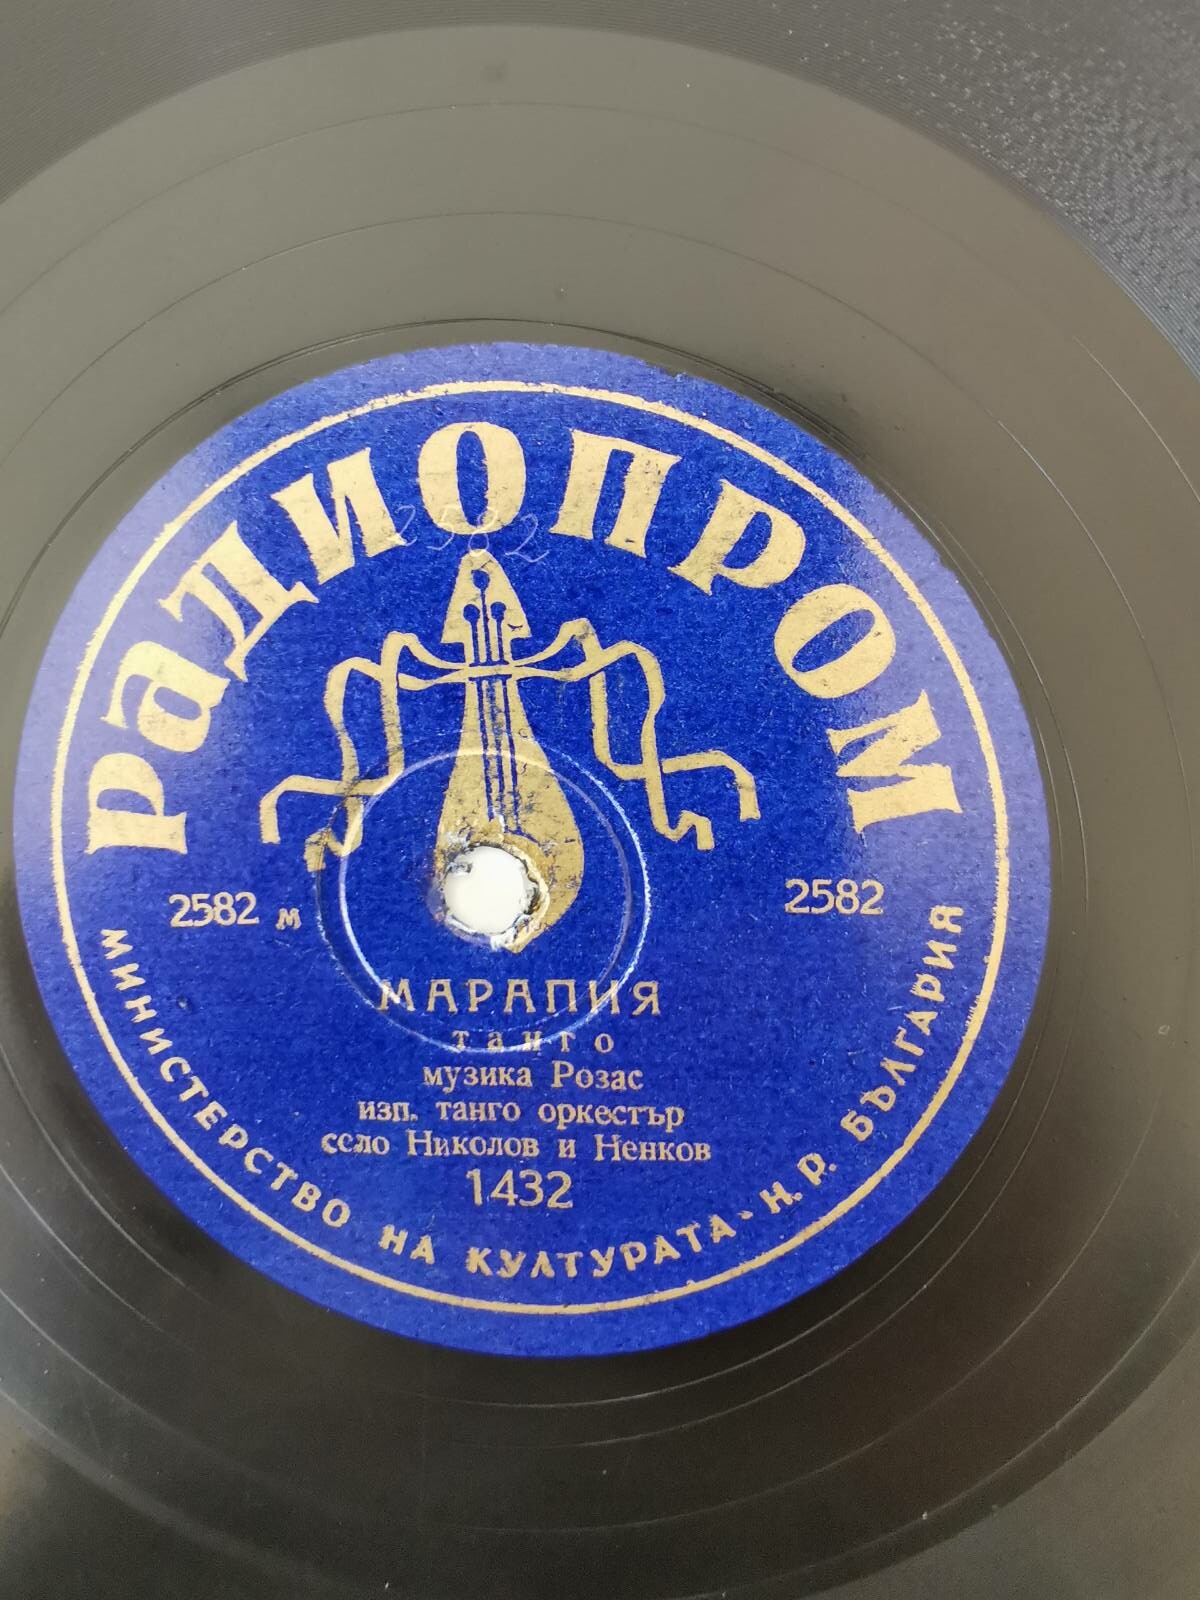 РАДИОПРОМ
2582
2582 м
2582
МАРАПИЯ
танго
музика Розас
изп. танго оркестър
соло Николов и Ненков
1432
МИНИСТЕРСТВО НА КУЛТУРАТА - Н. Р. БЪЛГАРИЯ